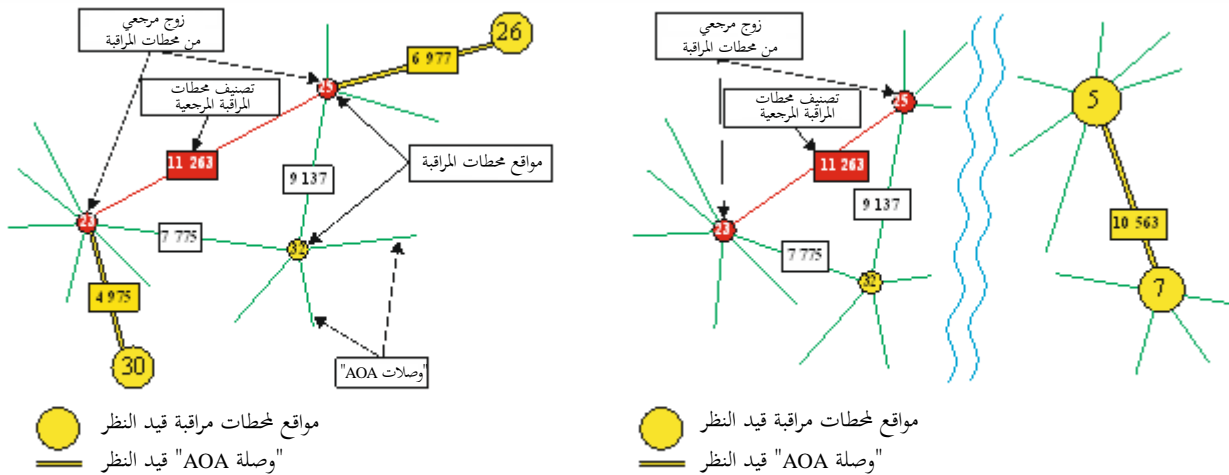 زوج مرجعي
من محطات المراقبة
26
6 977
25
تصنيف محطات
المراقبة المرجعية
11 263
مواقع محطات المراقبة
9 137
23
7 775
32
4 975
30
"وصلات AOA"
مواقع لمحطات مراقبة قيد النظر
"وصلة AOA" قيد النظر
زوج مرجعي
من محطات المراقبة
تصنيف محطات
المراقبة المرجعية
25
5
11 263
9 137
23
10 563
7 775
32
7
مواقع لمحطات مراقبة قيد النظر
"وصلة AOA" قيد النظر